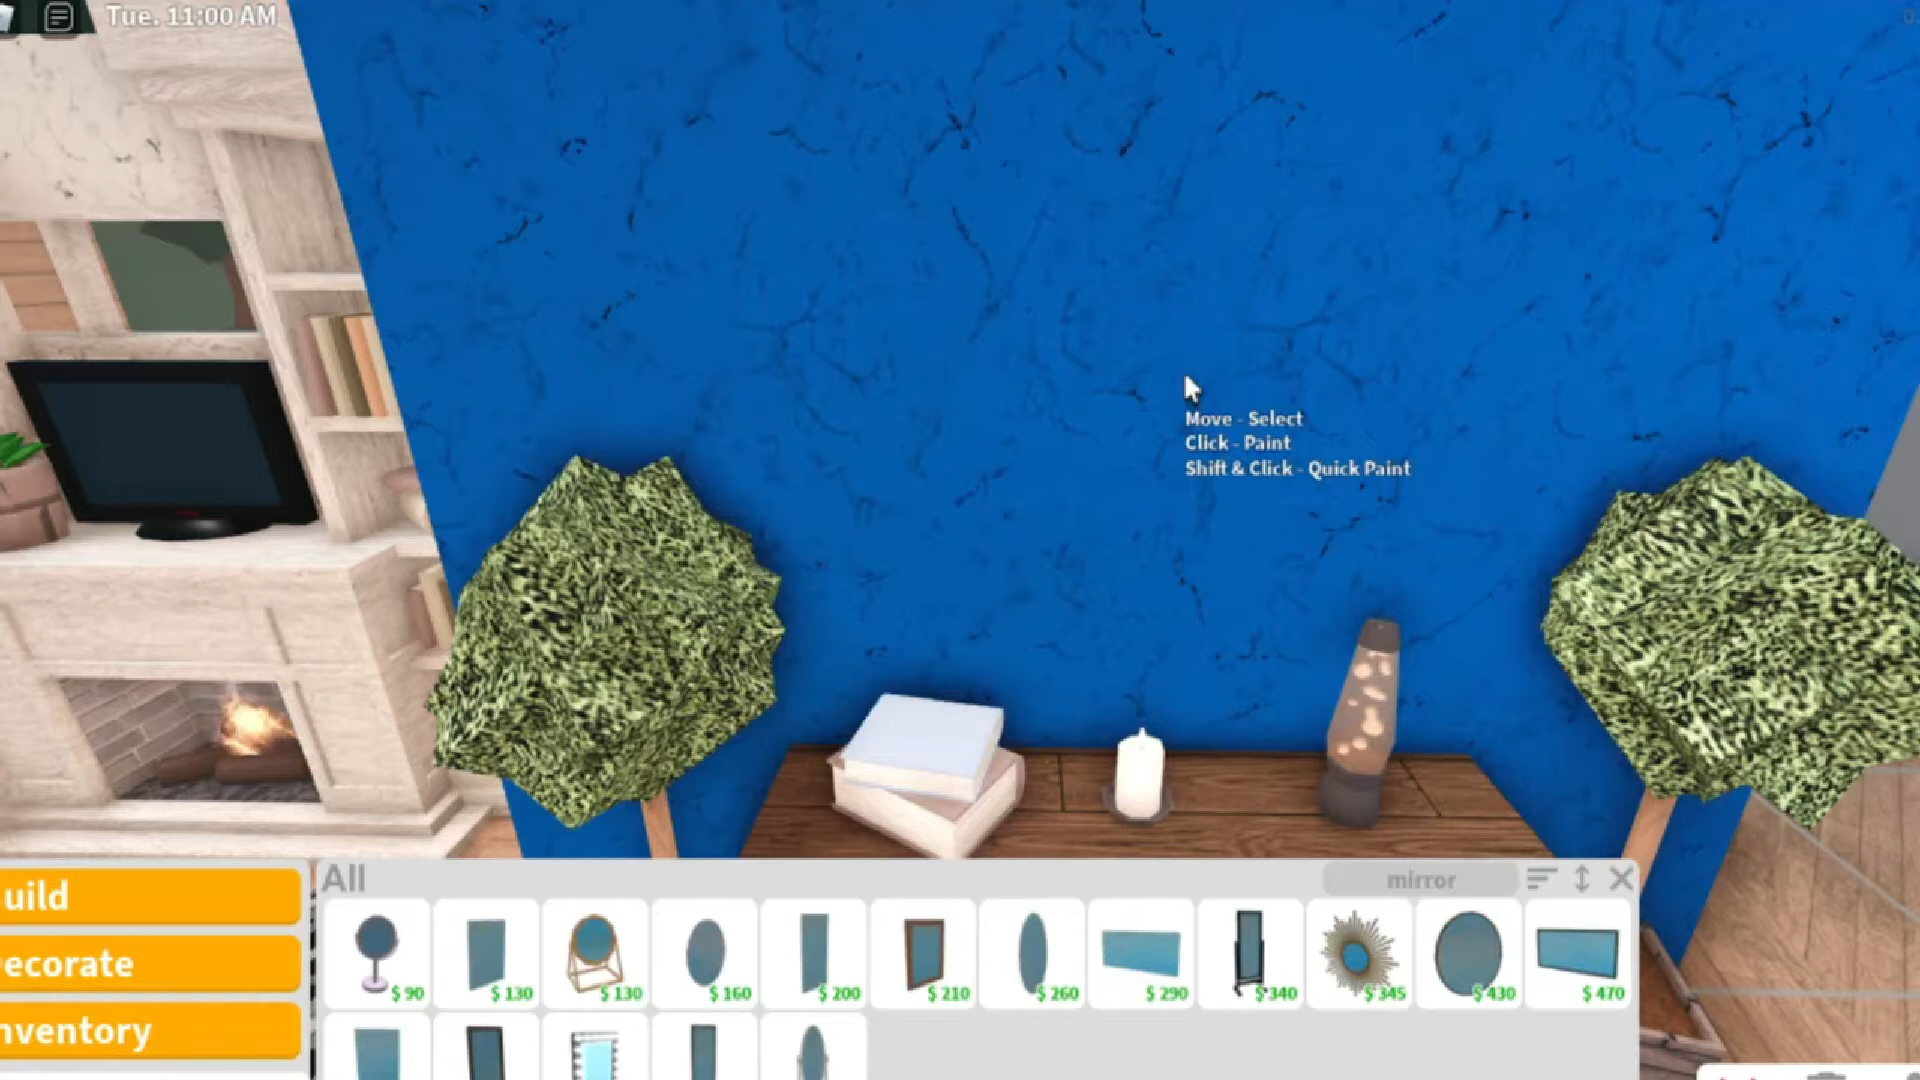 Tue. 11:00 AM
Move - Select
Click - Paint
Shift & Click - Quick Paint
All
mirror
uild
ecorate
nventory
$ 90
$ 130
$ 130
$ 160
$ 200
$ 210
$ 260
$ 290
$ 340
$ 345
$ 430
$ 470